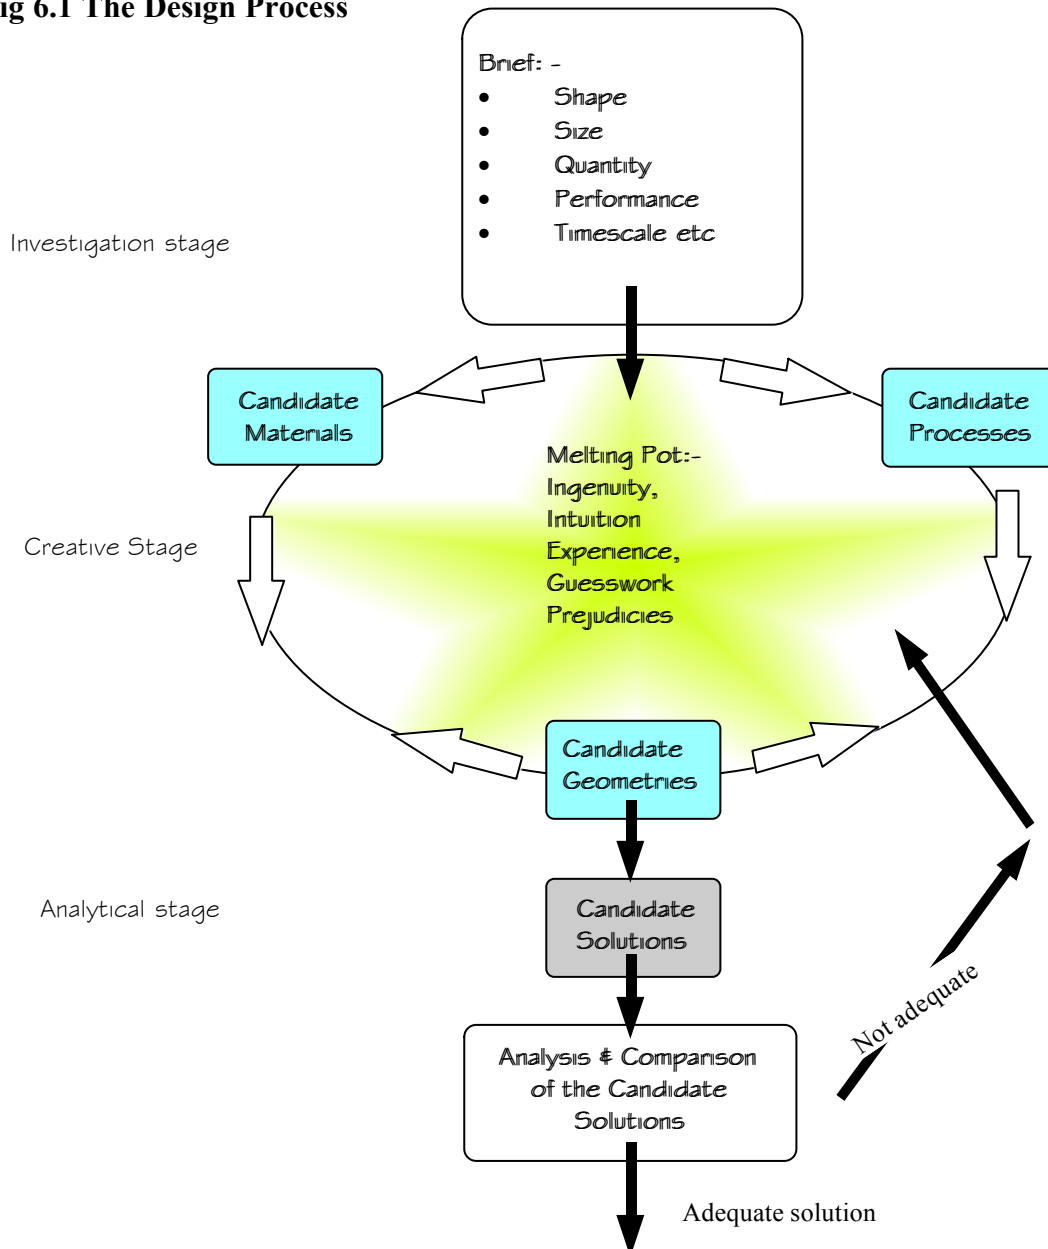 ig 6.1 The Design Process
Brief: -
• Shape
• Size
• Quantity
• Performance
• Timescale etc
Investigation stage
Candidate
Materials
Candidate
Processes
Melting Pot:-
Ingenuity,
Intuition
Experience,
Guesswork
Prejudicies
Creative Stage
Candidate
Geometries
Analytical stage
Candidate
Solutions
Not adequate
Analysis & Comparison
of the Candidate
Solutions
Adequate solution